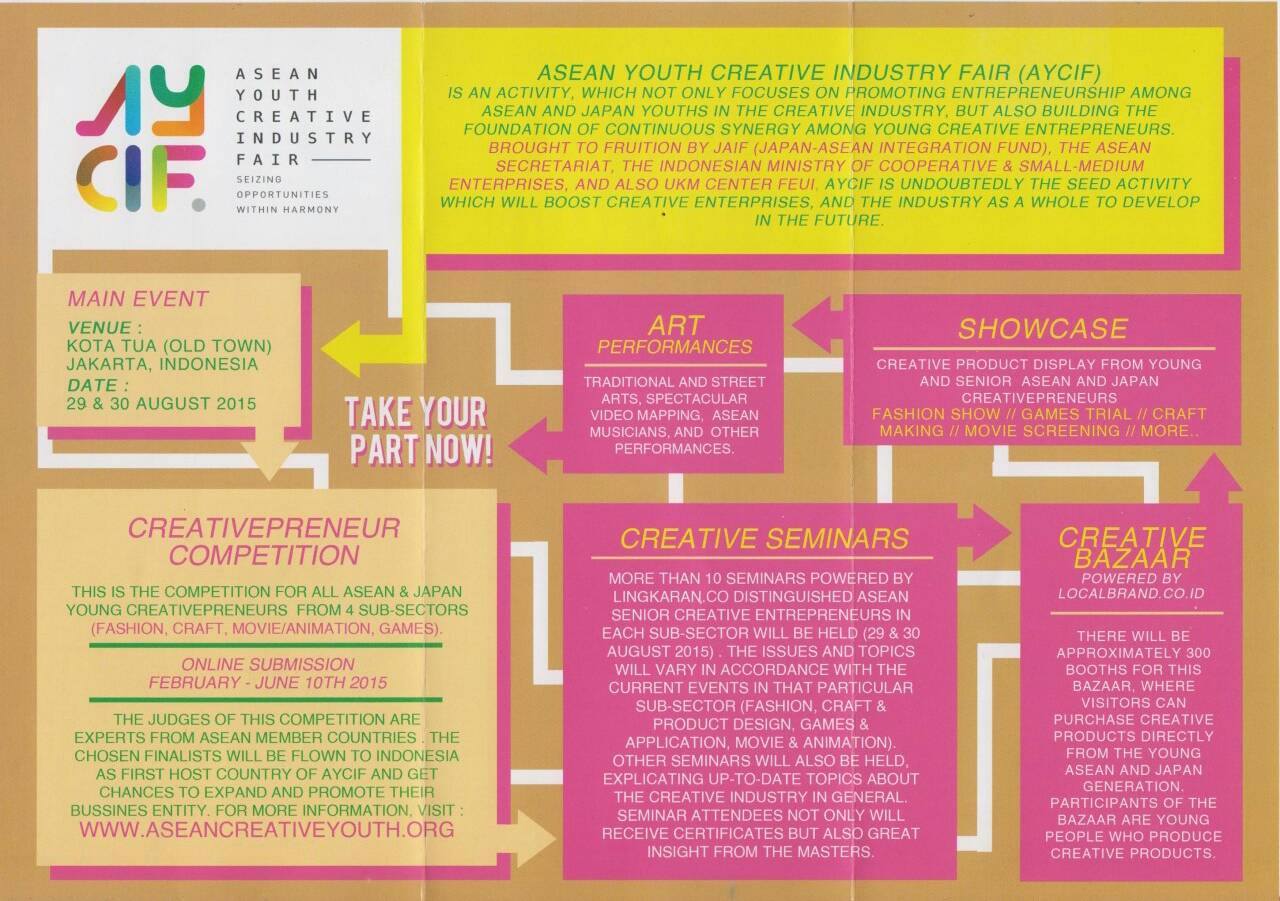 AY
CIF.
ASEAN
YOUTH
CREATIVE
INDUSTRY
FAIR
SEIZING
OPPORTUNITIES
WITHIN HARMONY
ASEAN YOUTH CREATIVE INDUSTRY FAIR (AYCIF)
IS AN ACTIVITY, WHICH NOT ONLY FOCUSES ON PROMOTING ENTREPRENEURSHIP AMONG
ASEAN AND JAPAN YOUTHS IN THE CREATIVE INDUSTRY, BUT ALSO BUILDING THE
FOUNDATION OF CONTINUOUS SYNERGY AMONG YOUNG CREATIVE ENTREPRENEURS.
BROUGHT TO FRUITION BY JAIF (JAPAN-ASEAN INTEGRATION FUND), THE ASEAN
SECRETARIAT, THE INDONESIAN MINISTRY OF COOPERATIVE & SMALL-MEDIUM
ENTERPRISES, AND ALSO UKM CENTER FEUI, AYCIF IS UNDOUBTEDLY THE SEED ACTIVITY
WHICH WILL BOOST CREATIVE ENTERPRISES, AND THE INDUSTRY AS A WHOLE TO DEVELOP
IN THE FUTURE.
MAIN EVENT
VENUE :
KOTA TUA (OLD TOWN)
JAKARTA, INDONESIA
DATE :
29 & 30 AUGUST 2015
TAKE YOUR
PART NOW!
ART
PERFORMANCES
TRADITIONAL AND STREET
ARTS, SPECTACULAR
VIDEO MAPPING, ASEAN
MUSICIANS, AND OTHER
PERFORMANCES.
SHOWCASE
CREATIVE PRODUCT DISPLAY FROM YOUNG
AND SENIOR ASEAN AND JAPAN
CREATIVEPRENEURS
FASHION SHOW // GAMES TRIAL // CRAFT
MAKING // MOVIE SCREENING // MORE..
CREATIVEPRENEUR
COMPETITION
THIS IS THE COMPETITION FOR ALL ASEAN & JAPAN
YOUNG CREATIVEPRENEURS FROM 4 SUB-SECTORS
(FASHION, CRAFT, MOVIE/ANIMATION, GAMES).
ONLINE SUBMISSION
FEBRUARY - JUNE 10TH 2015
THE JUDGES OF THIS COMPETITION ARE
EXPERTS FROM ASEAN MEMBER COUNTRIES . THE
CHOSEN FINALISTS WILL BE FLOWN TO INDONESIA
AS FIRST HOST COUNTRY OF AYCIF AND GET
CHANCES TO EXPAND AND PROMOTE THEIR
BUSSINES ENTITY. FOR MORE INFORMATION, VISIT :
WWW.ASEANCREATIVEYOUTH.ORG
CREATIVE SEMINARS
MORE THAN 10 SEMINARS POWERED BY
LINGKARAN.CO DISTINGUISHED ASEAN
SENIOR CREATIVE ENTREPRENEURS IN
EACH SUB-SECTOR WILL BE HELD (29 & 30
AUGUST 2015) . THE ISSUES AND TOPICS
WILL VARY IN ACCORDANCE WITH THE
CURRENT EVENTS IN THAT PARTICULAR
SUB-SECTOR (FASHION, CRAFT &
PRODUCT DESIGN, GAMES &
APPLICATION, MOVIE & ANIMATION).
OTHER SEMINARS WILL ALSO BE HELD,
EXPLICATING UP-TO-DATE TOPICS ABOUT
THE CREATIVE INDUSTRY IN GENERAL.
SEMINAR ATTENDEES NOT ONLY WILL
RECEIVE CERTIFICATES BUT ALSO GREAT
INSIGHT FROM THE MASTERS.
CREATIVE
BAZAAR
POWERED BY
LOCALBRAND.CO.ID
THERE WILL BE
APPROXIMATELY 300
BOOTHS FOR THIS
BAZAAR, WHERE
VISITORS CAN
PURCHASE CREATIVE
PRODUCTS DIRECTLY
FROM THE YOUNG
ASEAN AND JAPAN
GENERATION.
PARTICIPANTS OF THE
BAZAAR ARE YOUNG
PEOPLE WHO PRODUCE
CREATIVE PRODUCTS.